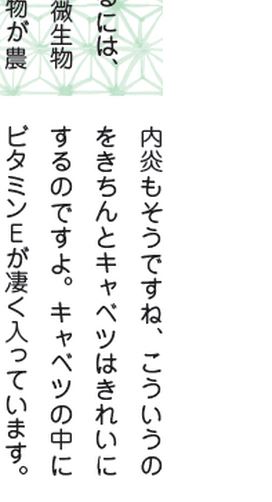 るには、
微生物
物が農
内炎もそうですね、こういうの
をきちんとキャベツはきれいに
するのですよ。キャベツの中に
ビタミンEが凄く入っています。